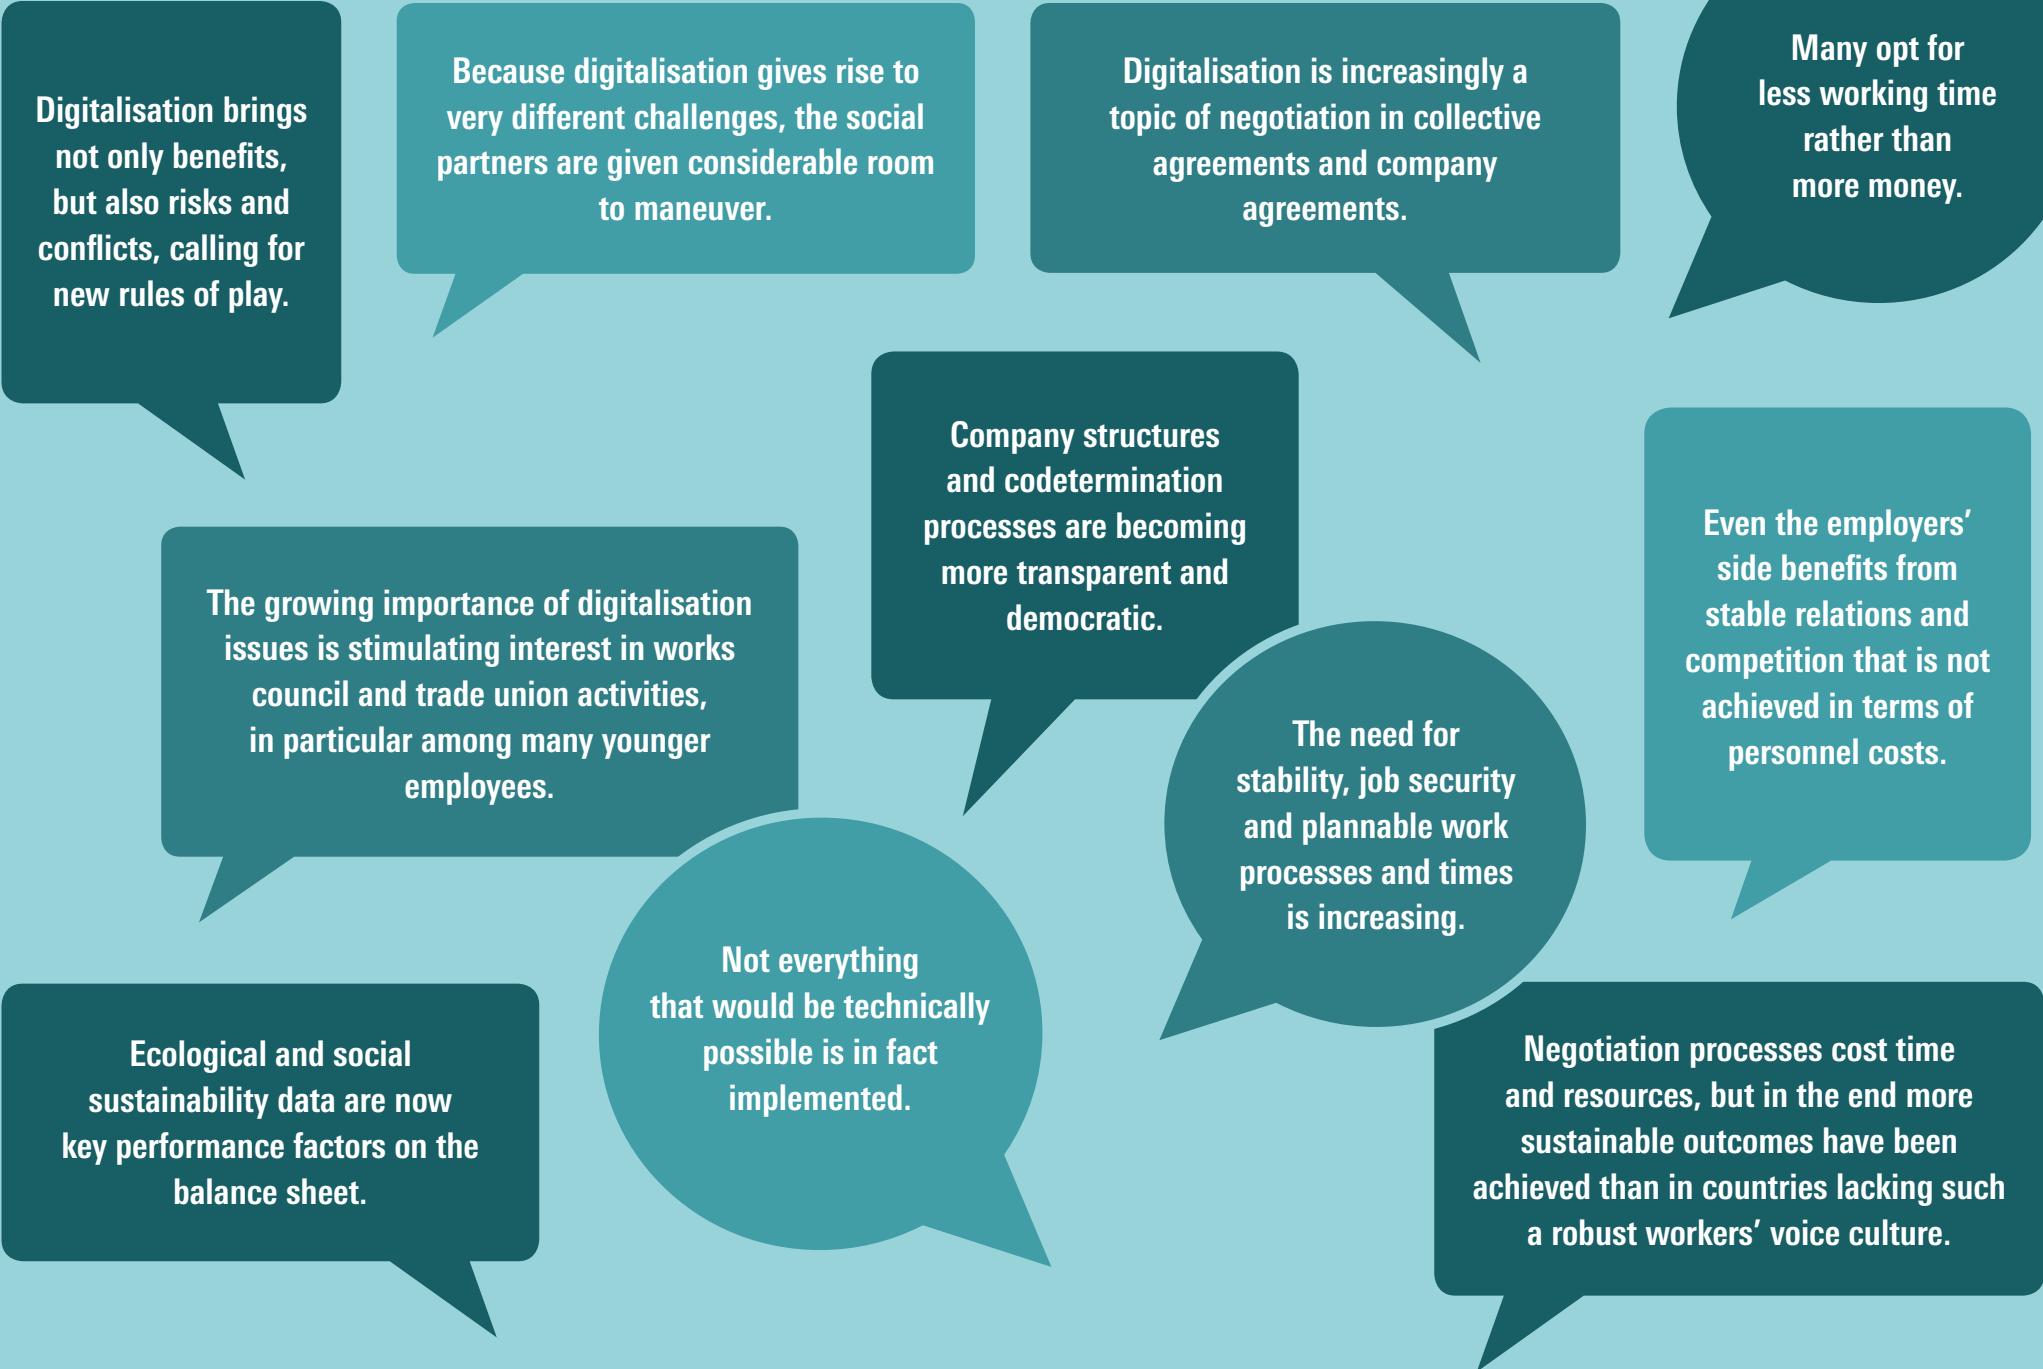 Digitalisation brings
not only benefits,
but also risks and
conflicts, calling for
new rules of play.
Because digitalisation gives rise to
very different challenges, the social
partners are given considerable room
to maneuver.
Digitalisation is increasingly a
topic of negotiation in collective
agreements and company
agreements.
Many opt for
less working time
rather than
more money.
Company structures
and codetermination
processes are becoming
more transparent and
democratic.
Even the employers’
side benefits from
stable relations and
competition that is not
achieved in terms of
personnel costs.
The growing importance of digitalisation
issues is stimulating interest in works
council and trade union activities,
in particular among many younger
employees.
The need for
stability, job security
and plannable work
processes and times
is increasing.
Not everything
that would be technically
possible is in fact
implemented.
Ecological and social
sustainability data are now
key performance factors on the
balance sheet.
Negotiation processes cost time
and resources, but in the end more
sustainable outcomes have been
achieved than in countries lacking such
a robust workers’ voice culture.